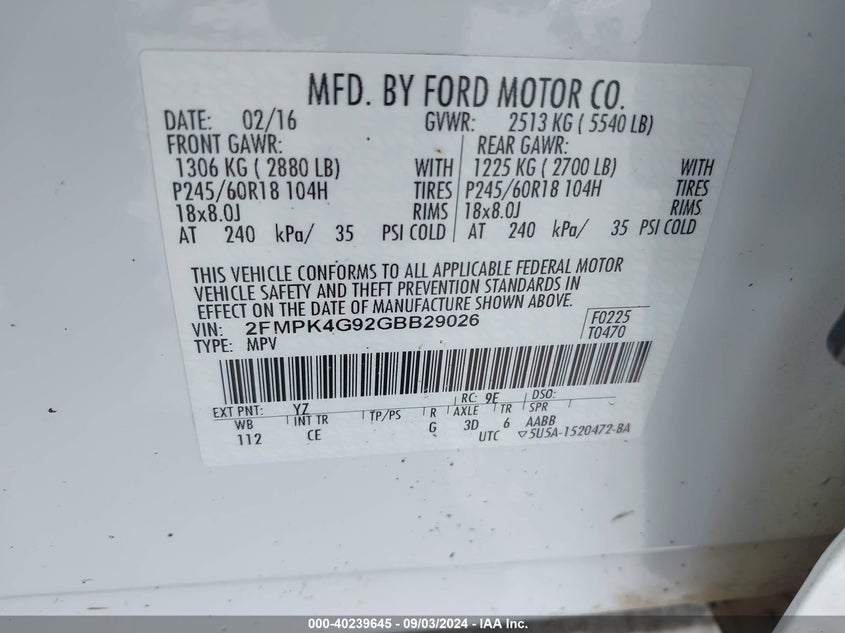 MFD. BY FORD MOTOR CO.
DATE: 02/16 GVWR: 2513 KG ( 5540 LB)
FRONT GAWR: REAR GAWR:
1306 KG ( 2880 LB) WITH 1225 KG ( 2700 LB) WITH
P245/60R18 104H TIRES P245/60R18 104H TIRES
18x8.0J RIMS 18x8.0J RIMS
AT 240 kPa/ 35 PSI COLD AT 240 kPa/ 35 PSI COLD
THIS VEHICLE CONFORMS TO ALL APPLICABLE FEDERAL MOTOR
VEHICLE SAFETY AND THEFT PREVENTION STANDARDS IN
EFFECT ON THE DATE OF MANUFACTURE SHOWN ABOVE.
VIN: 2FMPK4G92GBB29026 F0225
TYPE: MPV T0470
EXT PNT: YZ RC: 9E DSO:
WB INT TR TP/PS R AXLE TR SPR
112 CE G 3D 6 AABB
UTC ▽5U5A-1520472-BA
000-40239645 - 09/03/2024 - IAA Inc.